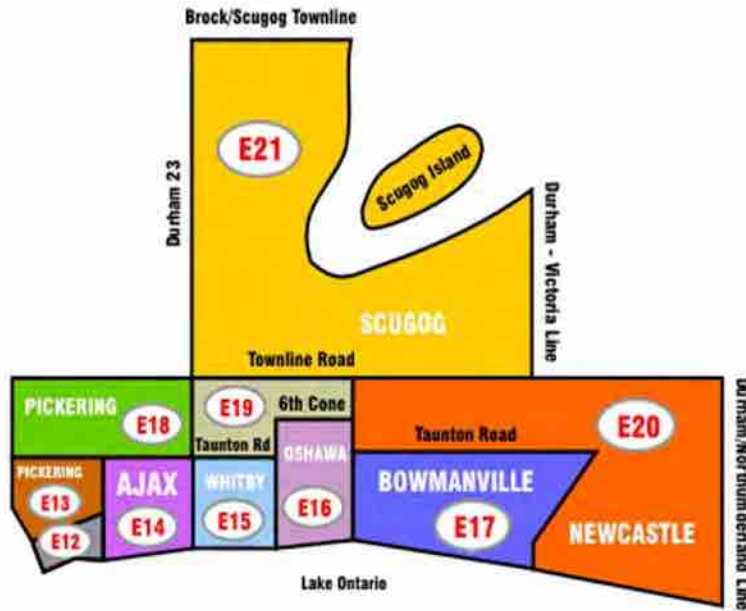 Brock/Scugog Townline
E21
Scugog Island
Durham 23
Durham - Victoria Line
SCUGOG
Townline Road
PICKERING
E18
E19
6th Conc
Taunton Rd
Taunton Road
E20
PICKERING
E13
E12
AJAX
E14
WHITBY
E15
OSHAWA
E16
BOWMANVILLE
E17
NEWCASTLE
Durham/Northumberland Line
Lake Ontario